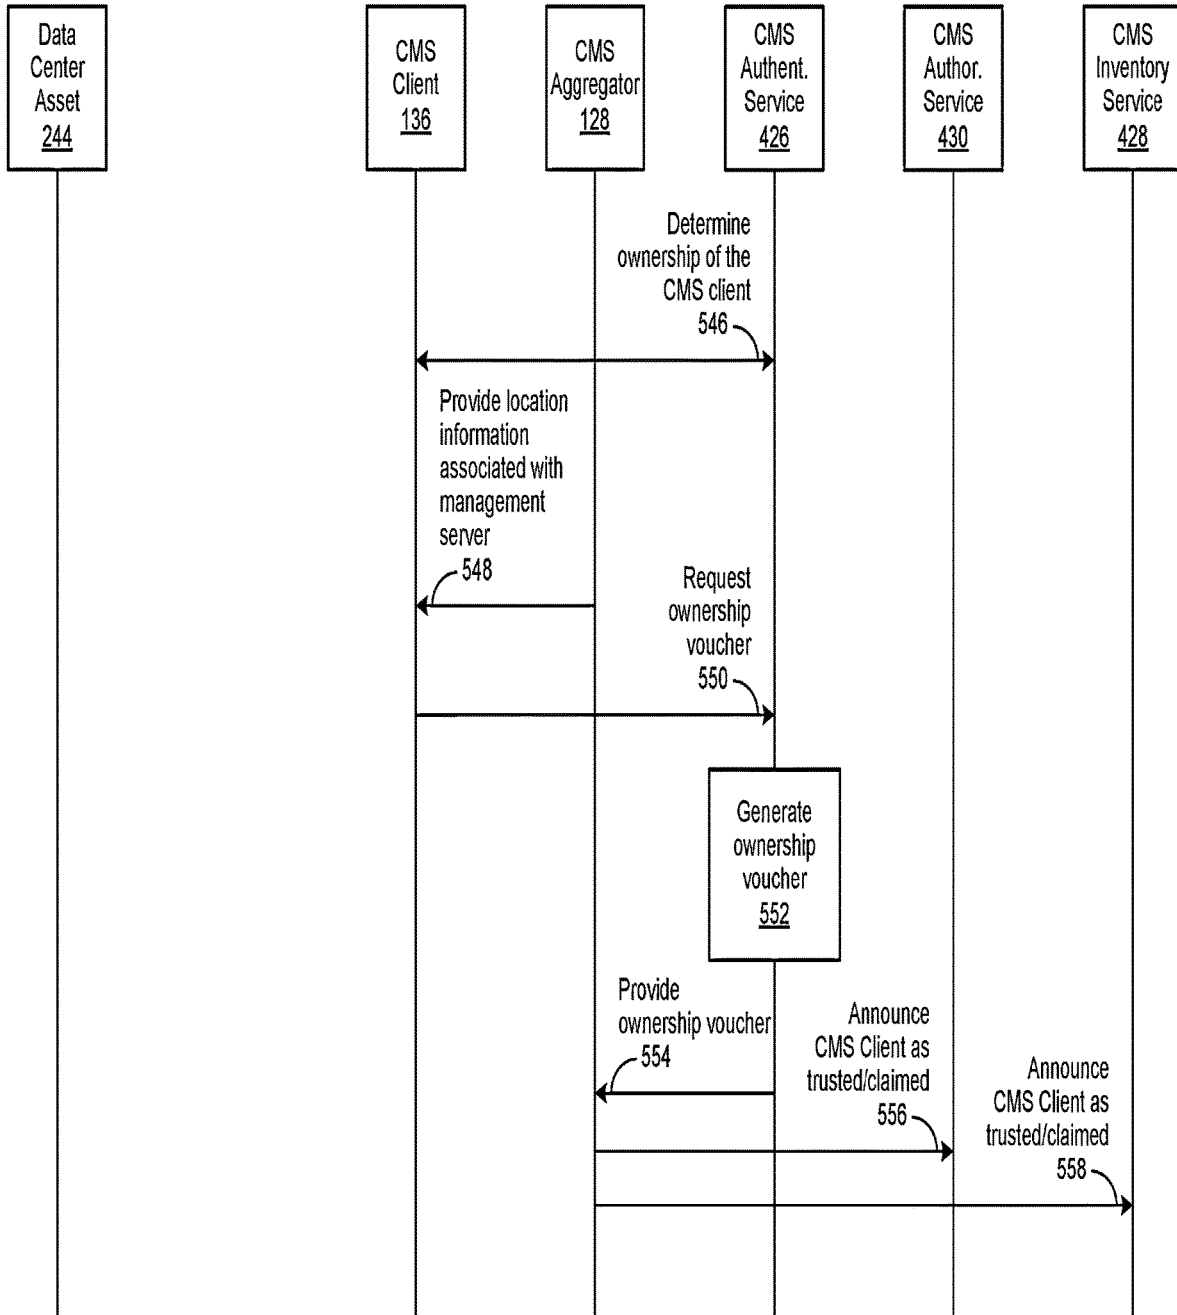 Data
Center
Asset
244
CMS
Client
136
CMS
Aggregator
128
CMS
Authent.
Service
426
CMS
Author.
Service
430
CMS
Inventory
Service
428
Determine
ownership of the
CMS client
546
Provide location
information
associated with
management
server
548
Request
ownership
voucher
550
Generate
ownership
voucher
552
Provide
ownership voucher
554
Announce
CMS Client as
trusted/claimed
556
Announce
CMS Client as
trusted/claimed
558